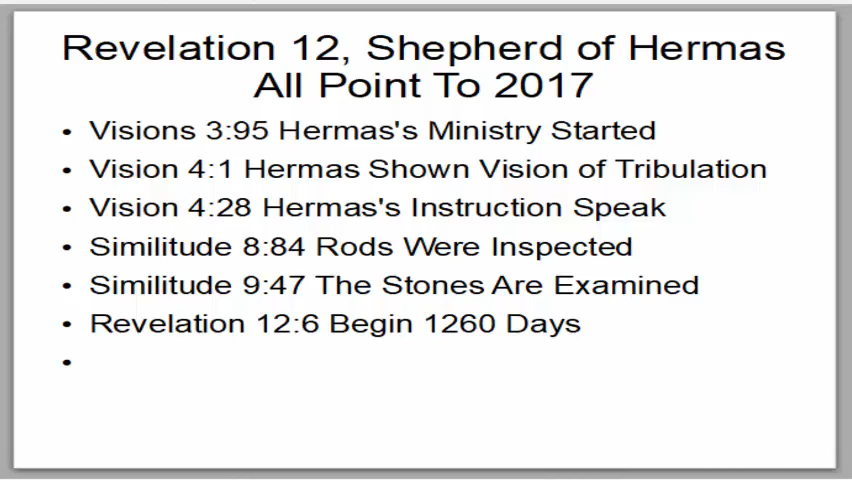 Revelation 12, Shepherd of Hermas
All Point To 2017
• Visions 3:95 Hermas's Ministry Started
• Vision 4:1 Hermas Shown Vision of Tribulation
• Vision 4:28 Hermas's Instruction Speak
• Similitude 8:84 Rods Were Inspected
• Similitude 9:47 The Stones Are Examined
• Revelation 12:6 Begin 1260 Days
•